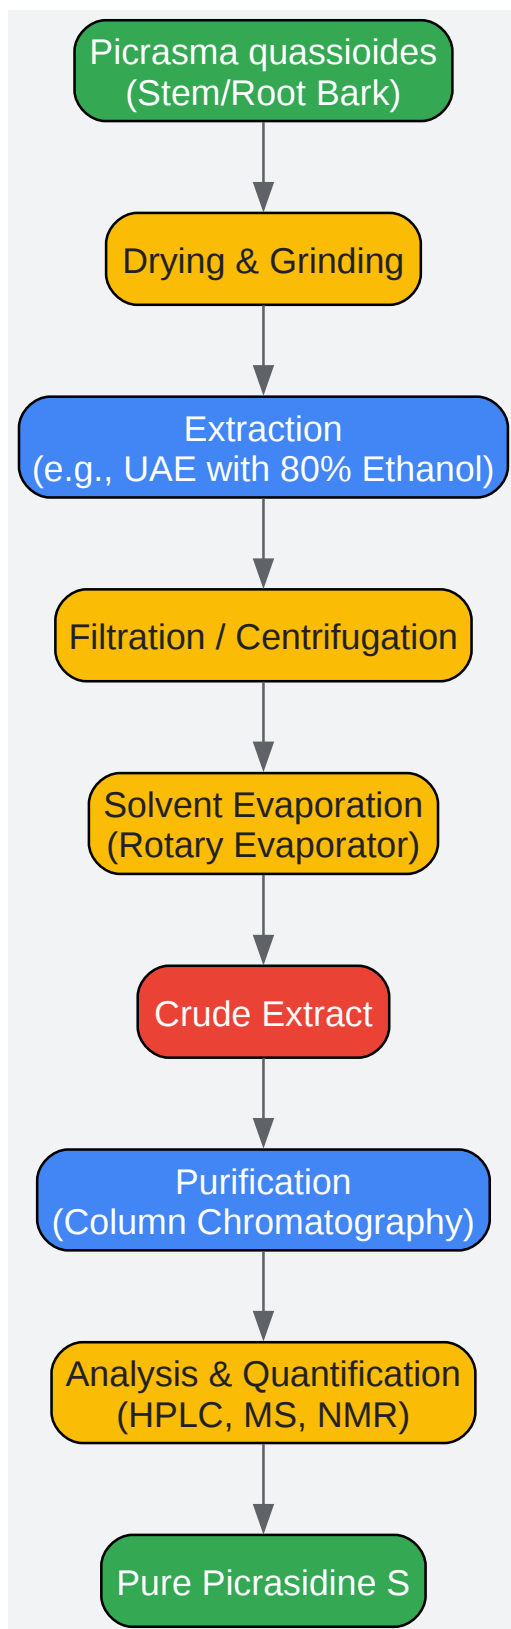 Picrasma quassioides
(Stem/Root Bark)
Drying & Grinding
Extraction
(e.g., UAE with 80% Ethanol)
Filtration / Centrifugation
Solvent Evaporation
(Rotary Evaporator)
Crude Extract
Purification
(Column Chromatography)
Analysis & Quantification
(HPLC, MS, NMR)
Pure Picrasidine S